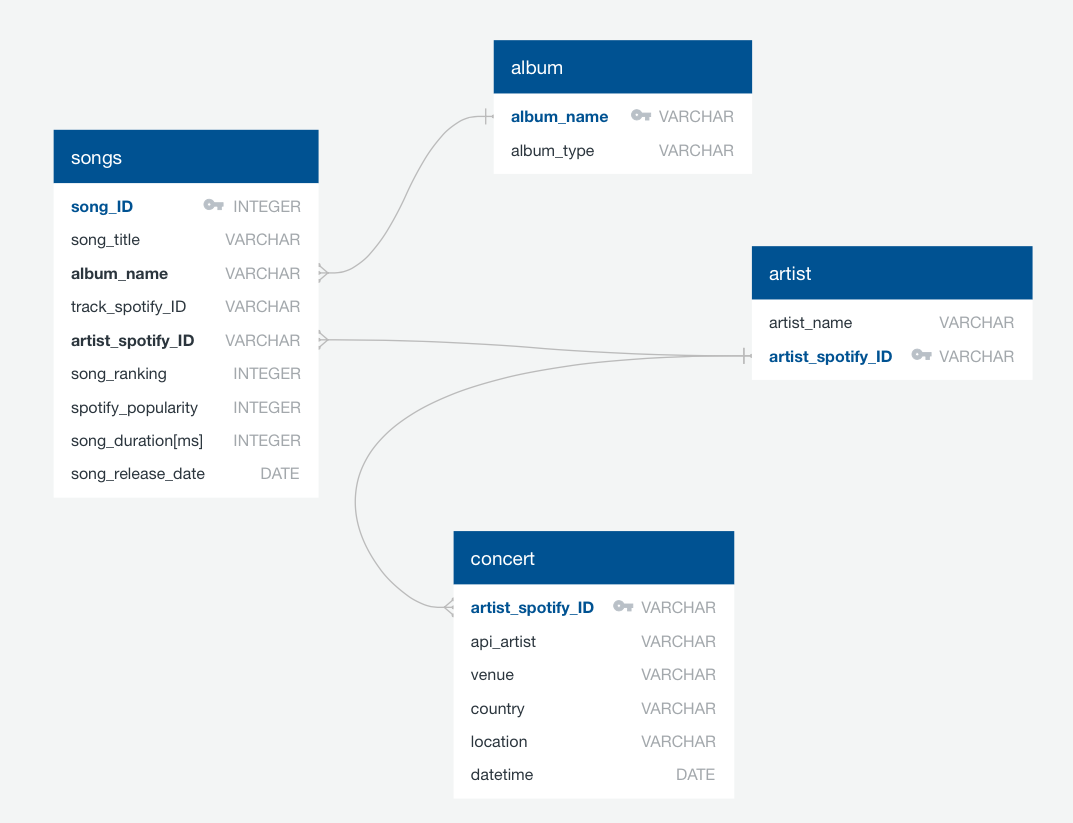 songs
song_ID INTEGER
song_title VARCHAR
album_name VARCHAR
track_spotify_ID VARCHAR
artist_spotify_ID VARCHAR
song_ranking INTEGER
spotify_popularity INTEGER
song_duration[ms] INTEGER
song_release_date DATE
album
album_name VARCHAR
album_type VARCHAR
artist
artist_name VARCHAR
artist_spotify_ID VARCHAR
concert
artist_spotify_ID VARCHAR
api_artist VARCHAR
venue VARCHAR
country VARCHAR
location VARCHAR
datetime DATE